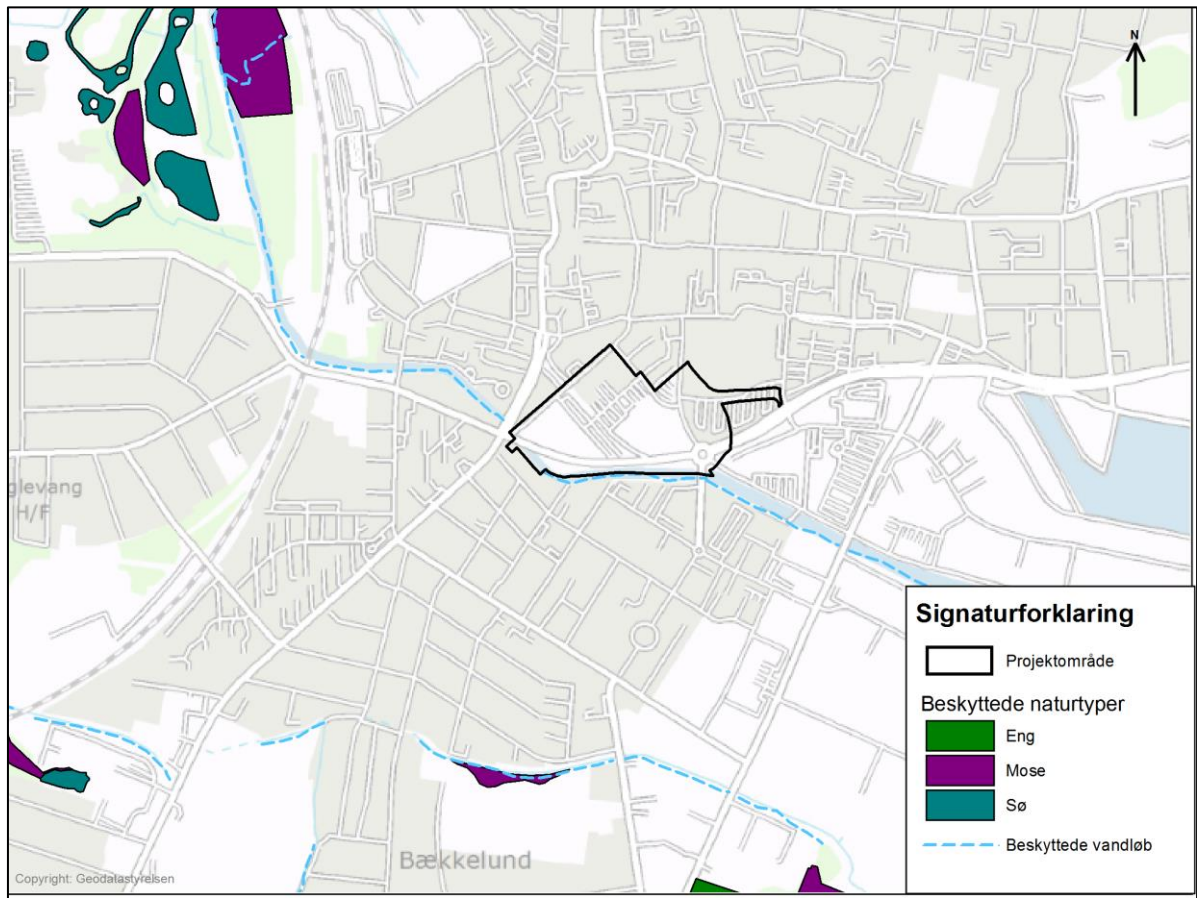 N
glevang
H/F
Bækkelund
Copyright: Geodatastyrelsen
Signaturforklaring
Projektområde
Beskyttede naturtyper
Eng
Mose
Sø
Beskyttede vandløb